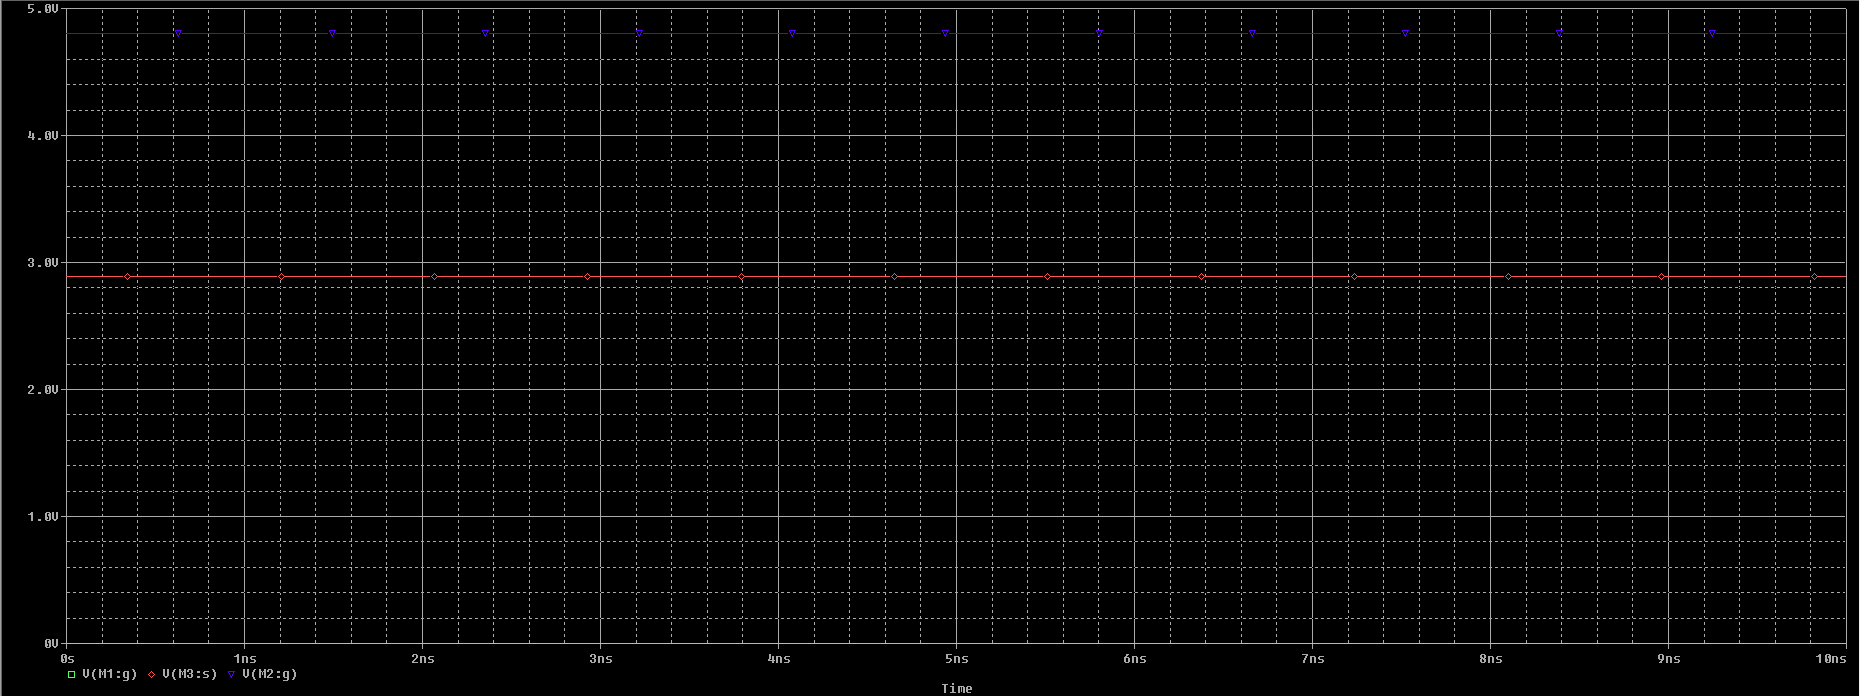 5.0V
4.0V
3.0V
2.0V
1.0V
0V
0s 1ns 2ns 3ns 4ns 5ns 6ns 7ns 8ns 9ns 10ns
V(M1:g) V(M3:s) V(M2:g)
Time